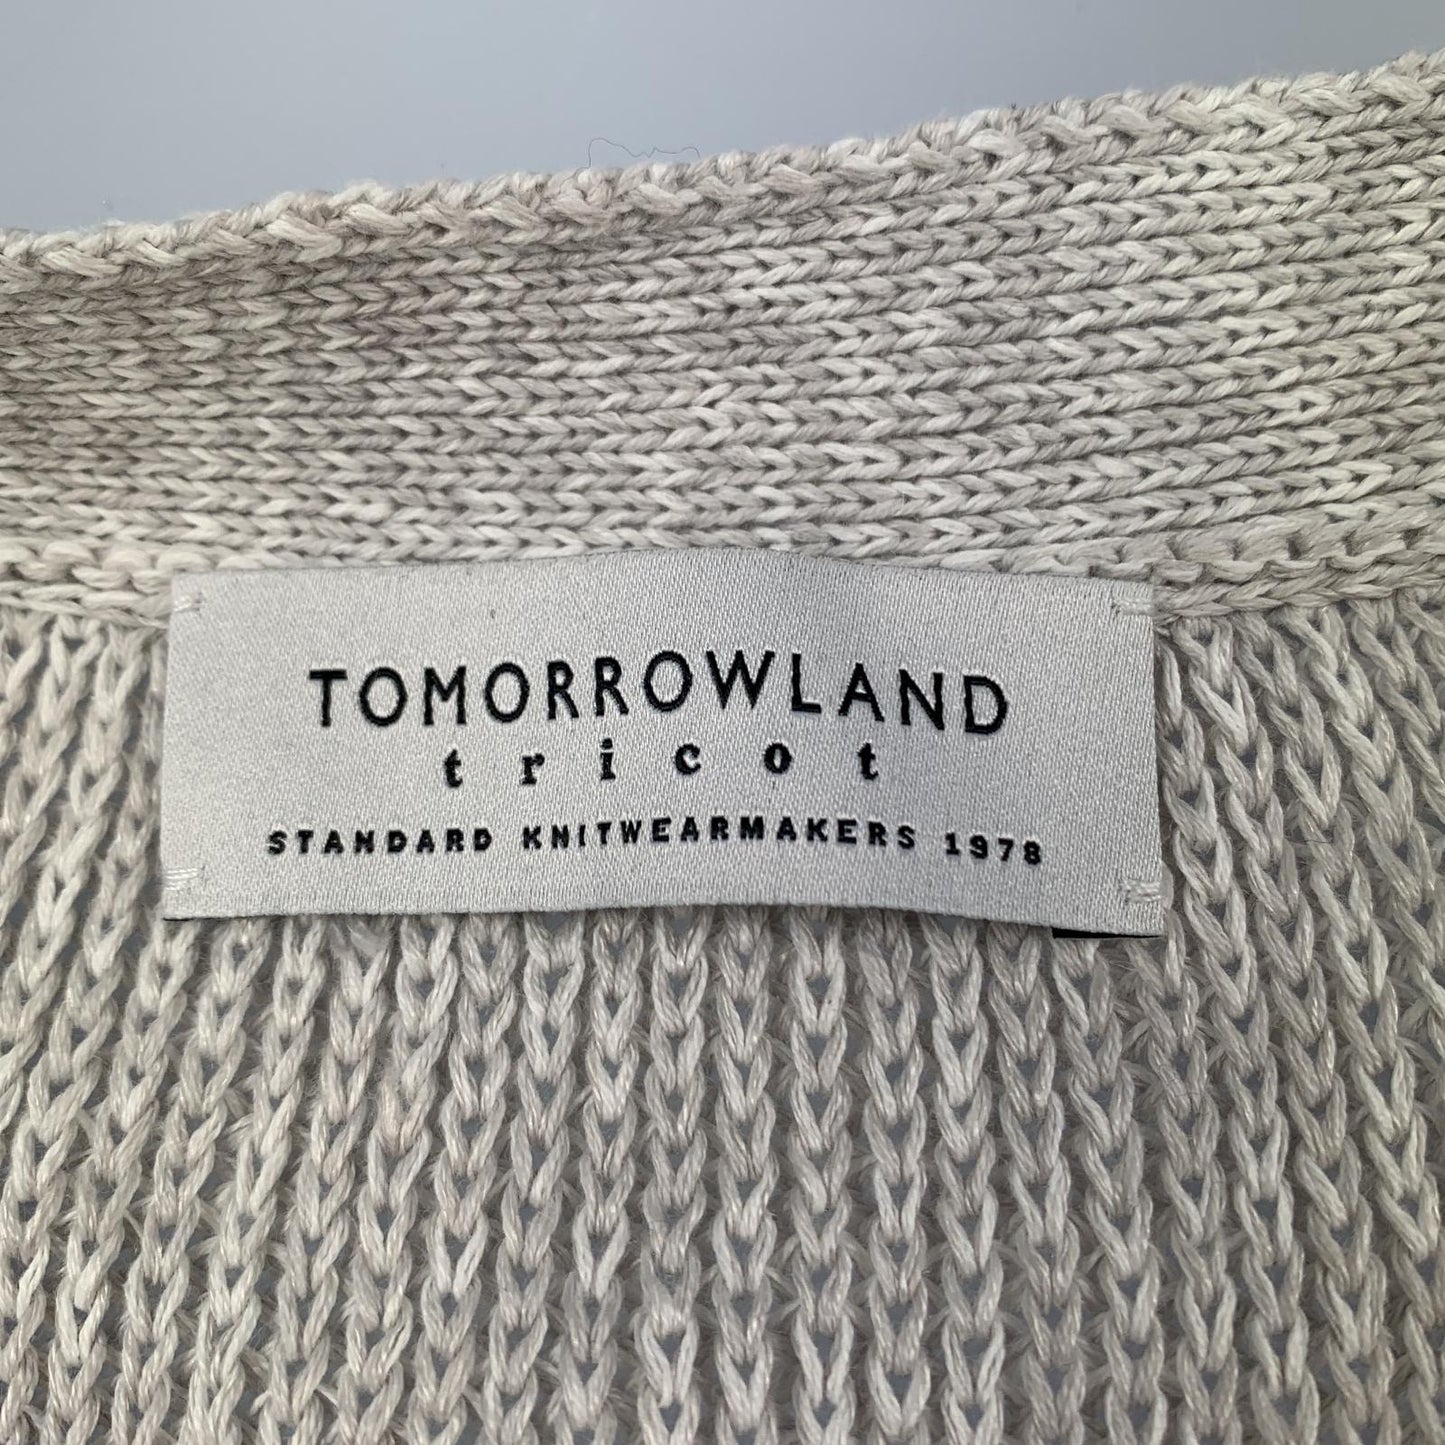 TOMORROWLAND
tricot
STANDARD KNITWEARMAKERS 1978